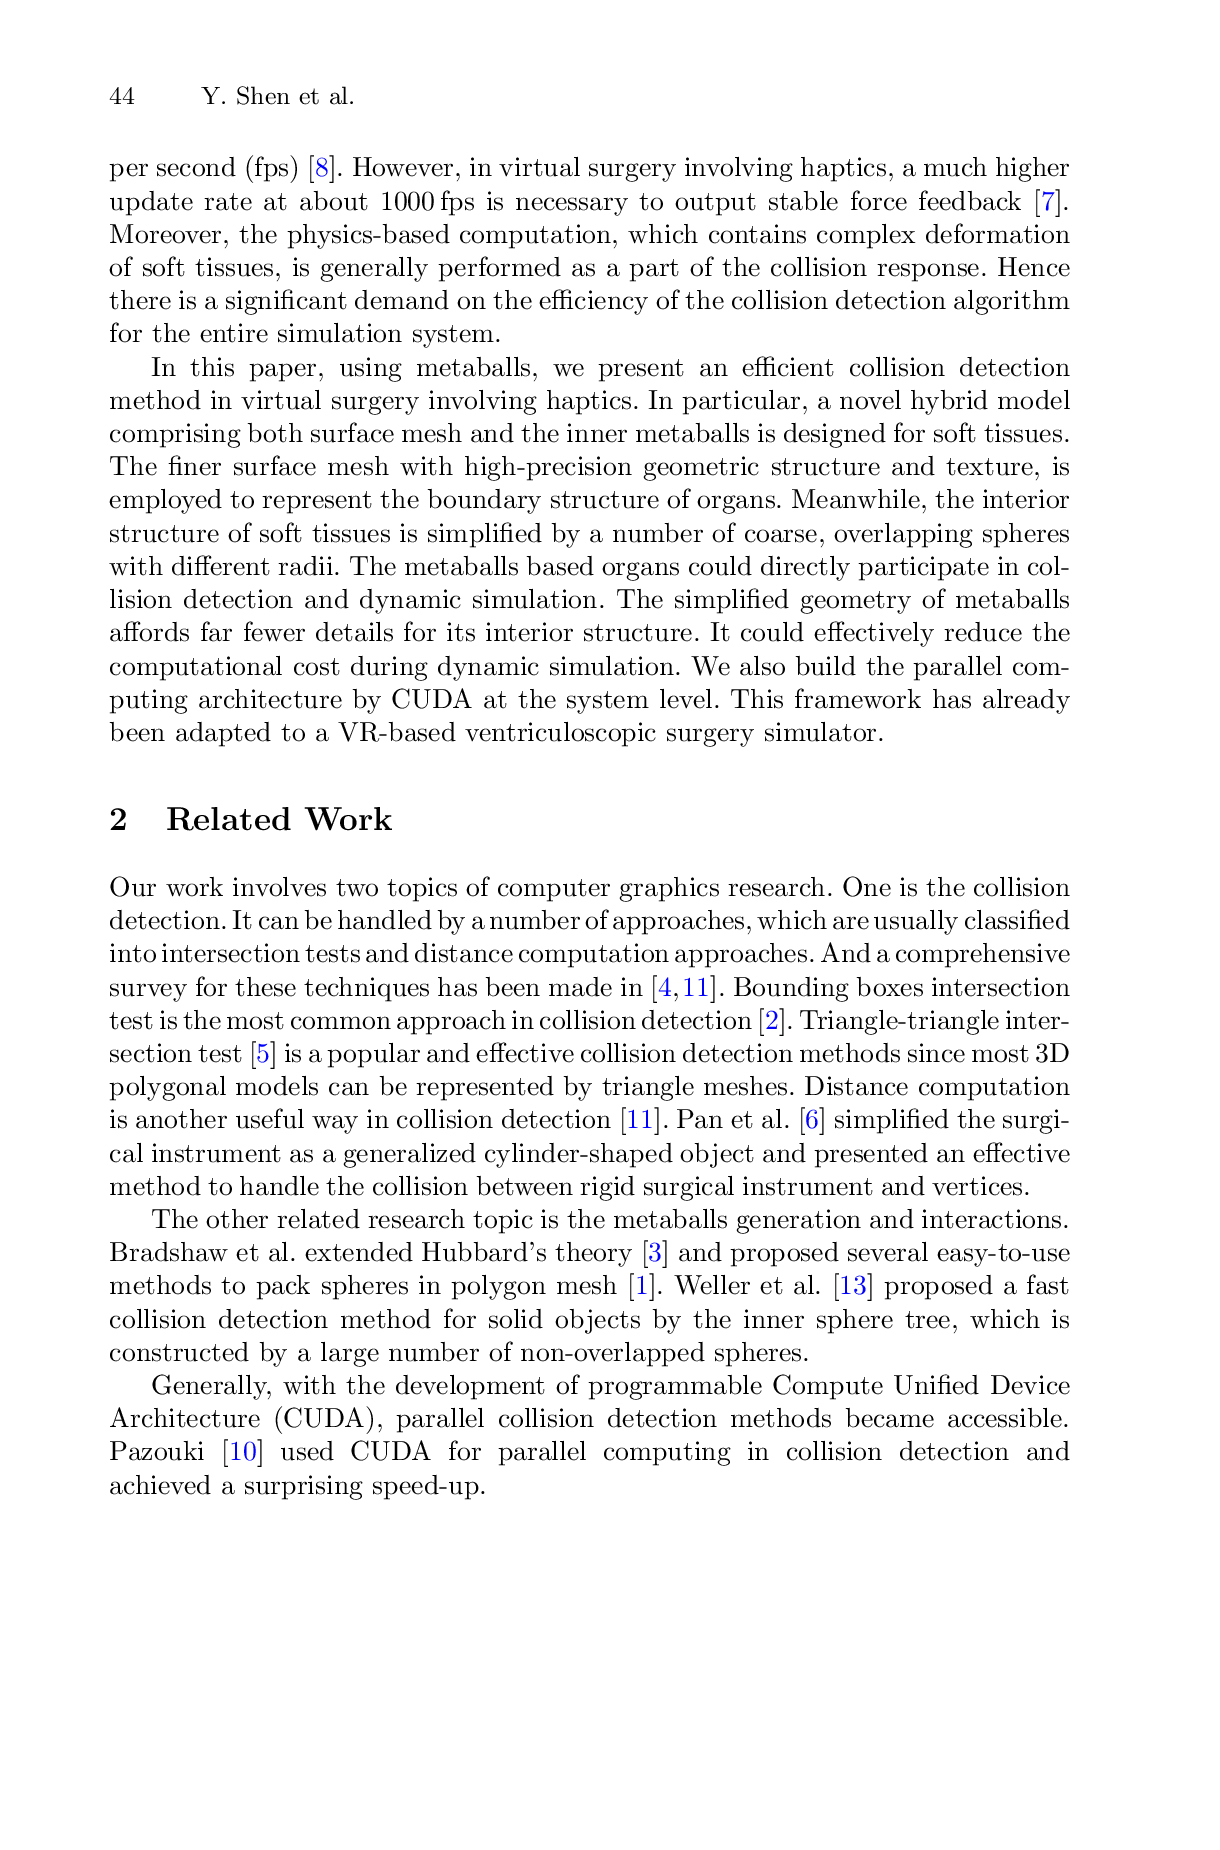 44 Y. Shen et al.
per second (fps) [8]. However, in virtual surgery involving haptics, a much higher
update rate at about 1000 fps is necessary to output stable force feedback [7].
Moreover, the physics-based computation, which contains complex deformation
of soft tissues, is generally performed as a part of the collision response. Hence
there is a significant demand on the efficiency of the collision detection algorithm
for the entire simulation system.
In this paper, using metaballs, we present an efficient collision detection
method in virtual surgery involving haptics. In particular, a novel hybrid model
comprising both surface mesh and the inner metaballs is designed for soft tissues.
The finer surface mesh with high-precision geometric structure and texture, is
employed to represent the boundary structure of organs. Meanwhile, the interior
structure of soft tissues is simplified by a number of coarse, overlapping spheres
with different radii. The metaballs based organs could directly participate in col-
lision detection and dynamic simulation. The simplified geometry of metaballs
affords far fewer details for its interior structure. It could effectively reduce the
computational cost during dynamic simulation. We also build the parallel com-
puting architecture by CUDA at the system level. This framework has already
been adapted to a VR-based ventriculoscopic surgery simulator.
2 Related Work
Our work involves two topics of computer graphics research. One is the collision
detection. It can be handled by a number of approaches, which are usually classified
into intersection tests and distance computation approaches. And a comprehensive
survey for these techniques has been made in [4,11]. Bounding boxes intersection
test is the most common approach in collision detection [2]. Triangle-triangle inter-
section test [5] is a popular and effective collision detection methods since most 3D
polygonal models can be represented by triangle meshes. Distance computation
is another useful way in collision detection [11]. Pan et al. [6] simplified the surgi-
cal instrument as a generalized cylinder-shaped object and presented an effective
method to handle the collision between rigid surgical instrument and vertices.
The other related research topic is the metaballs generation and interactions.
Bradshaw et al. extended Hubbard's theory [3] and proposed several easy-to-use
methods to pack spheres in polygon mesh [1]. Weller et al. [13] proposed a fast
collision detection method for solid objects by the inner sphere tree, which is
constructed by a large number of non-overlapped spheres.
Generally, with the development of programmable Compute Unified Device
Architecture (CUDA), parallel collision detection methods became accessible.
Pazouki [10] used CUDA for parallel computing in collision detection and
achieved a surprising speed-up.